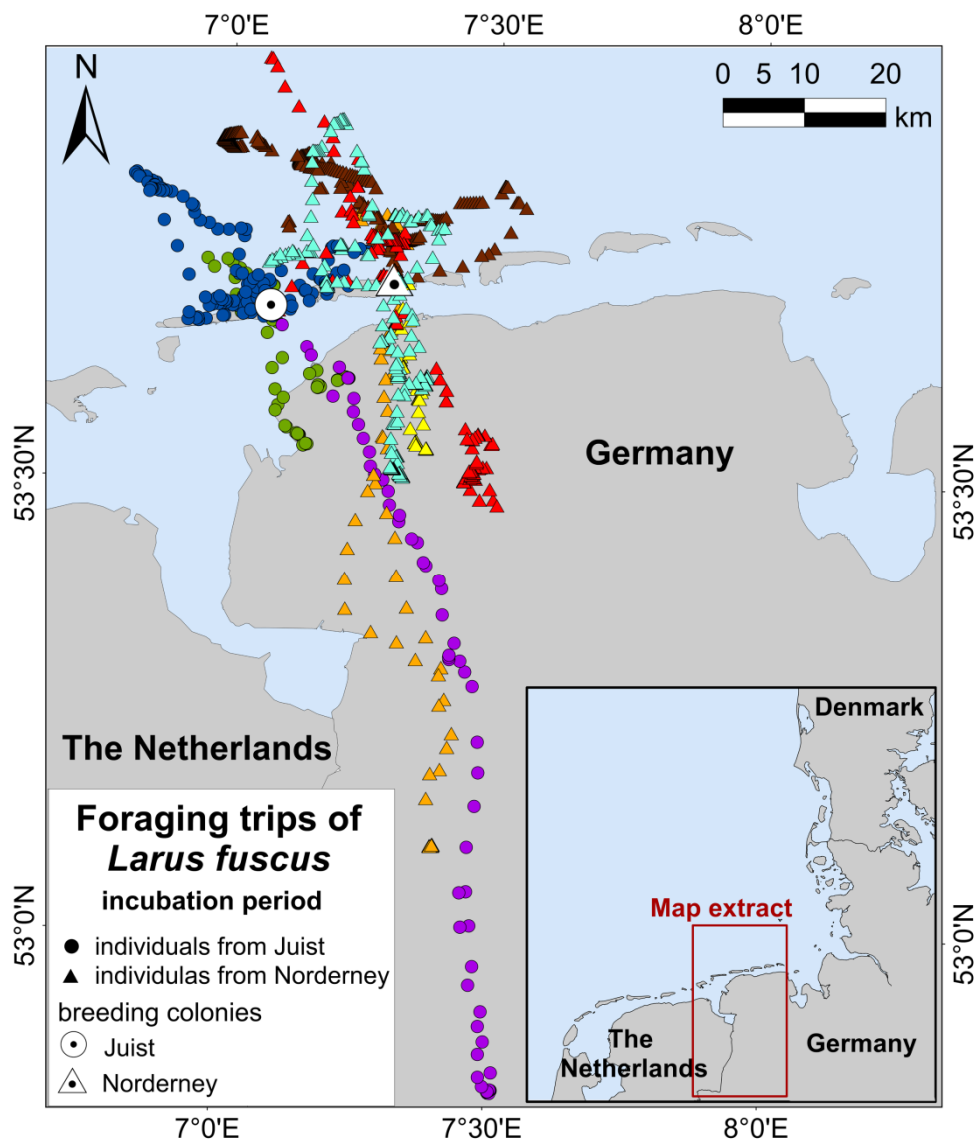 7°0'E 7°30'E 8°0'E
N
0 5 10 20
km
Germany
53°30'N
53°30'N
The Netherlands
Foraging trips of
Larus fuscus
incubation period
individuals from Juist
individulas from Norderney
breeding colonies
Juist
Norderney
53°0'N
53°0'N
Denmark
Map extract
The
Netherlands
Germany
7°0'E 7°30'E 8°0'E